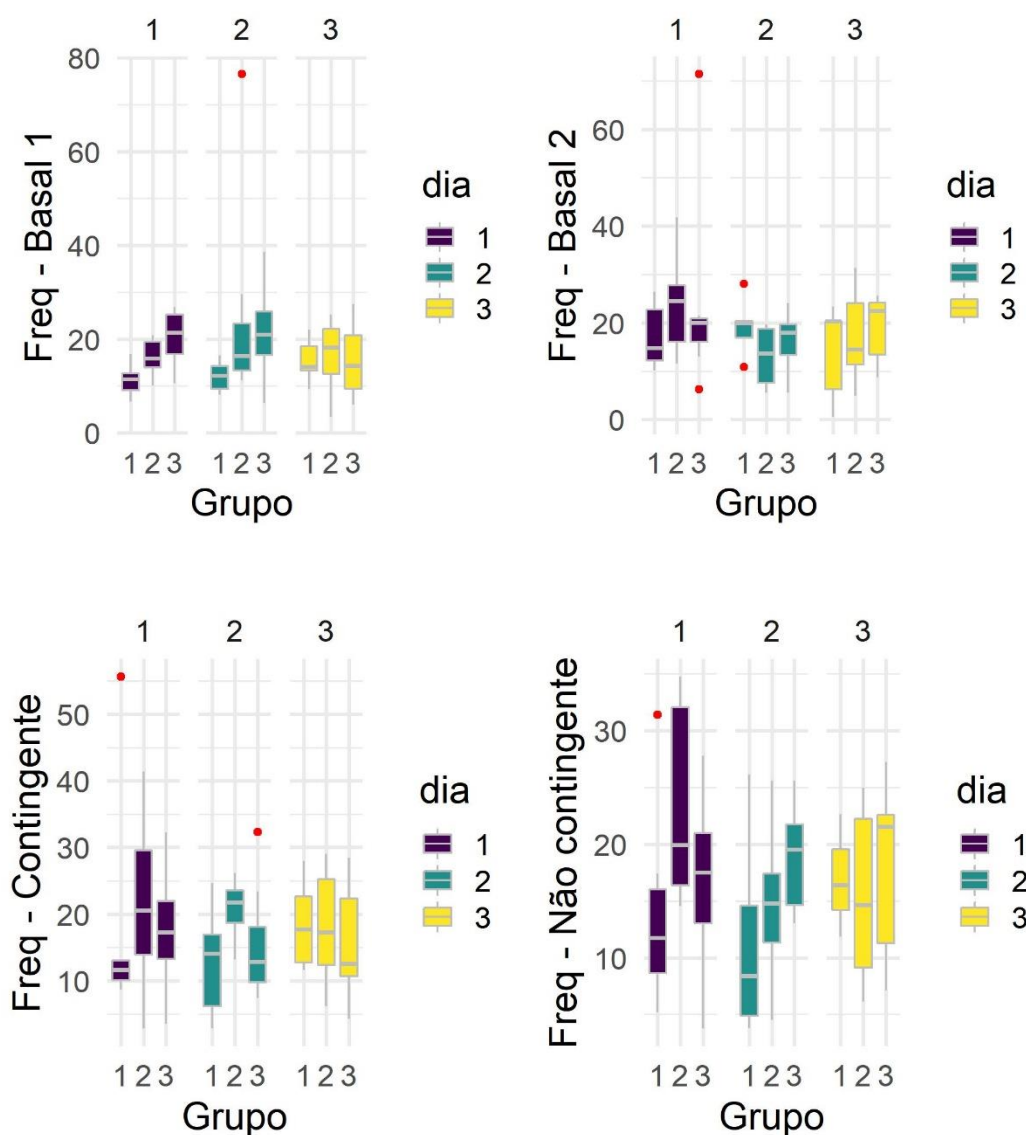 1 2 3
80
60
40
20
0
Freq - Basal 1
1 2 3 1 2 3 1 2 3
Grupo
dia
1
2
3
1 2 3
60
40
20
0
Freq - Basal 2
1 2 3 1 2 3 1 2 3
Grupo
dia
1
2
3
1 2 3
50
40
30
20
10
Freq - Contingente
1 2 3 1 2 3 1 2 3
Grupo
dia
1
2
3
1 2 3
30
20
10
Freq - Não contingente
1 2 3 1 2 3 1 2 3
Grupo
dia
1
2
3